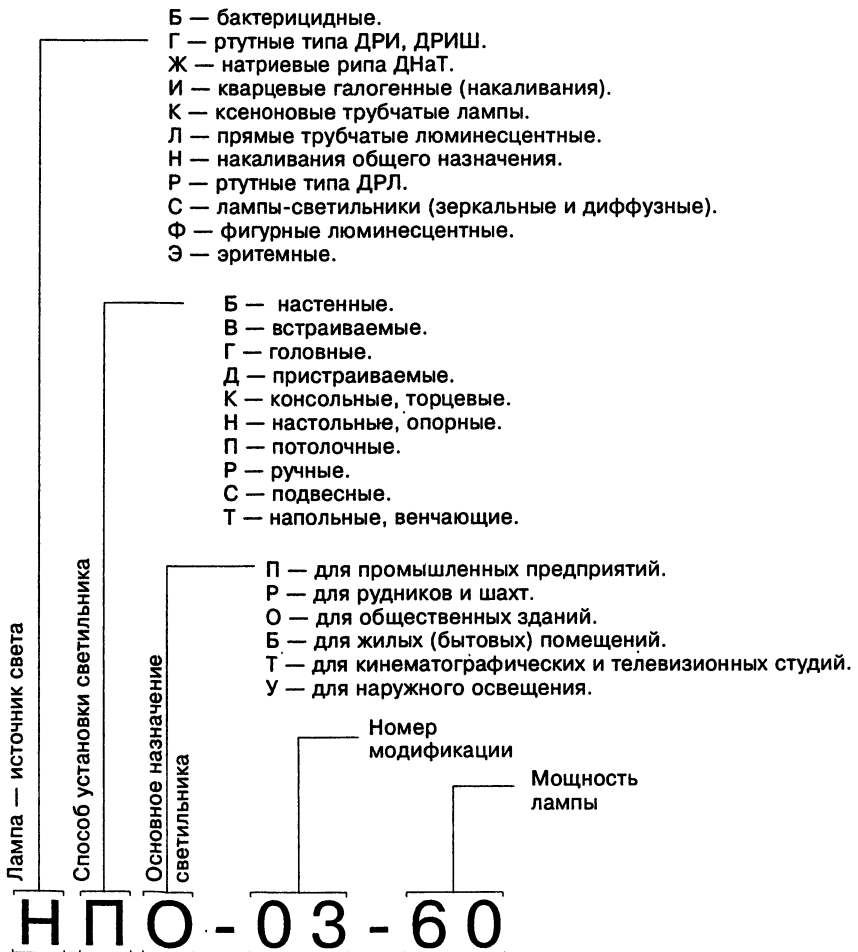 Б — бактерицидные.
Г — ртутные типа ДРИ, ДРИШ.
Ж — натриевые рипа ДНаТ.
И — кварцевые галогенные (накаливания).
К — ксеноновые трубчатые лампы.
Л — прямые трубчатые люминесцентные.
Н — накаливания общего назначения.
Р — ртутные типа ДРЛ.
С — лампы-светильники (зеркальные и диффузные).
Ф — фигурные люминесцентные.
Э — эритемные.
Б — настенные.
В — встраиваемые.
Г — головные.
Д — пристраиваемые.
К — консольные, торцевые.
Н — настольные, опорные.
П — потолочные.
Р — ручные.
С — подвесные.
Т — напольные, венчающие.
П — для промышленных предприятий.
Р — для рудников и шахт.
О — для общественных зданий.
Б — для жилых (бытовых) помещений.
Т — для кинематографических и телевизионных студий.
У — для наружного освещения.
Номер
модификации
Мощность
лампы
Лампа — источник света
Способ установки светильника
Основное назначение
светильника
НПО-03-60